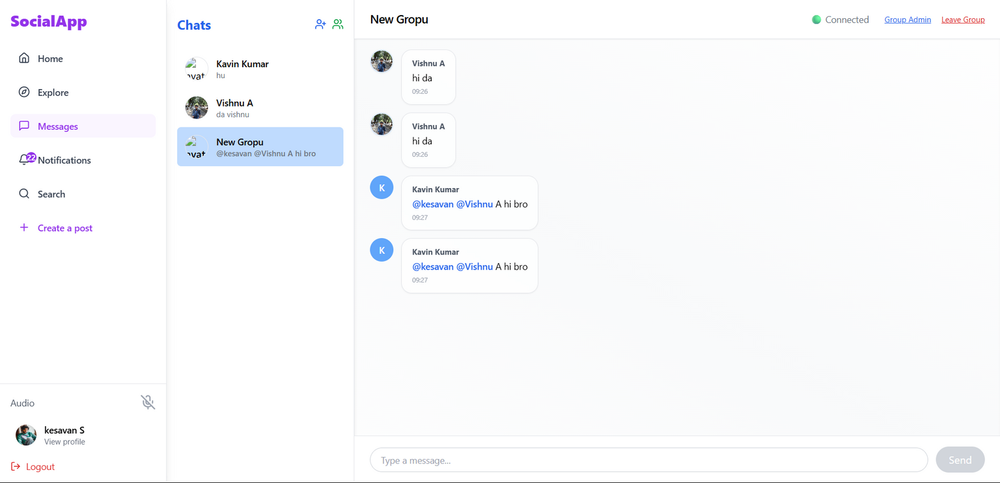 SocialApp
Home
Explore
Messages
22
Notifications
Search
Create a post
Audio
kesavan S
View profile
Logout
Chats
avat
Kavin Kumar
hu
Vishnu A
da vishnu
avat
New Gropu
@kesavan @Vishnu A hi bro
New Gropu
Connected
Group Admin
Leave Group
Vishnu A
hi da
09:26
Vishnu A
hi da
09:26
K
Kavin Kumar
@kesavan @Vishnu A hi bro
09:27
K
Kavin Kumar
@kesavan @Vishnu A hi bro
09:27
Type a message...
Send